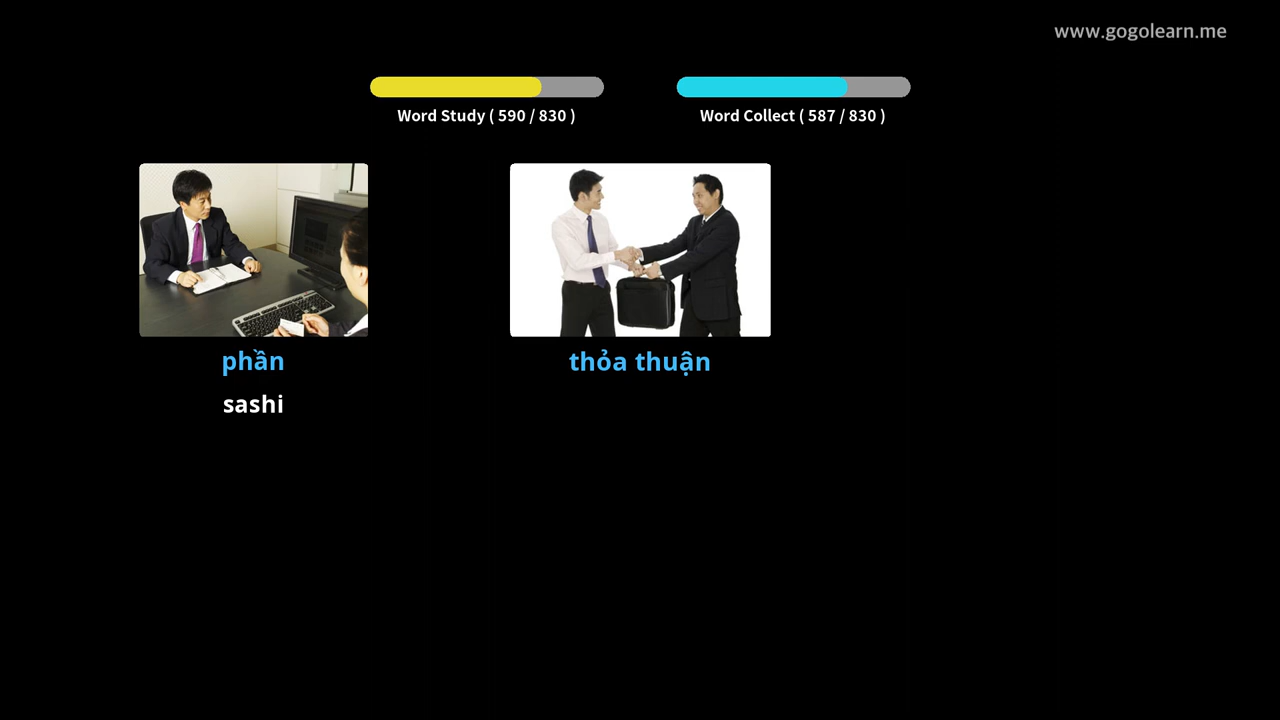 www.gogolearn.me
Word Study ( 590 / 830 )
Word Collect ( 587 / 830 )
phần
thỏa thuận
sashi